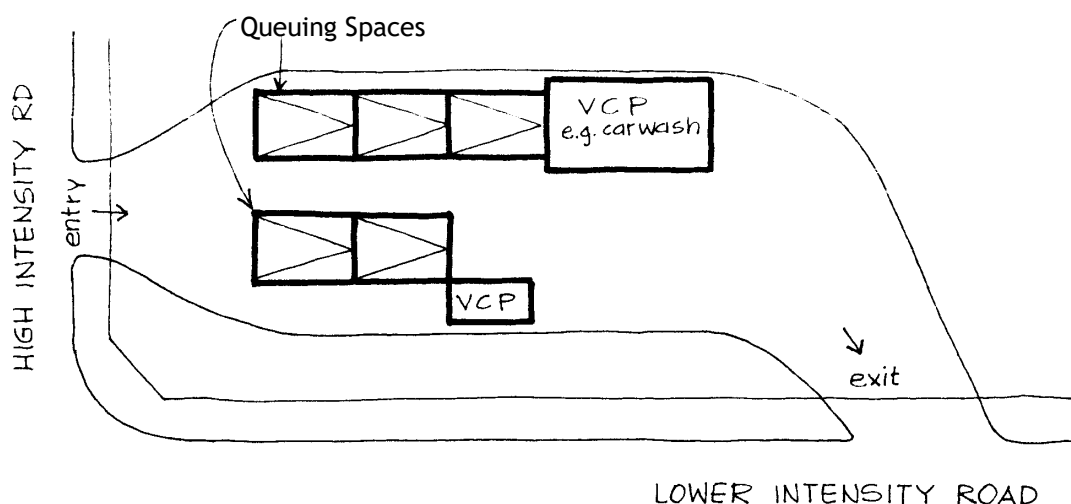 Queuing Spaces
VCP
e.g. carwash
HIGH INTENSITY RD
entry
VCP
exit
LOWER INTENSITY ROAD